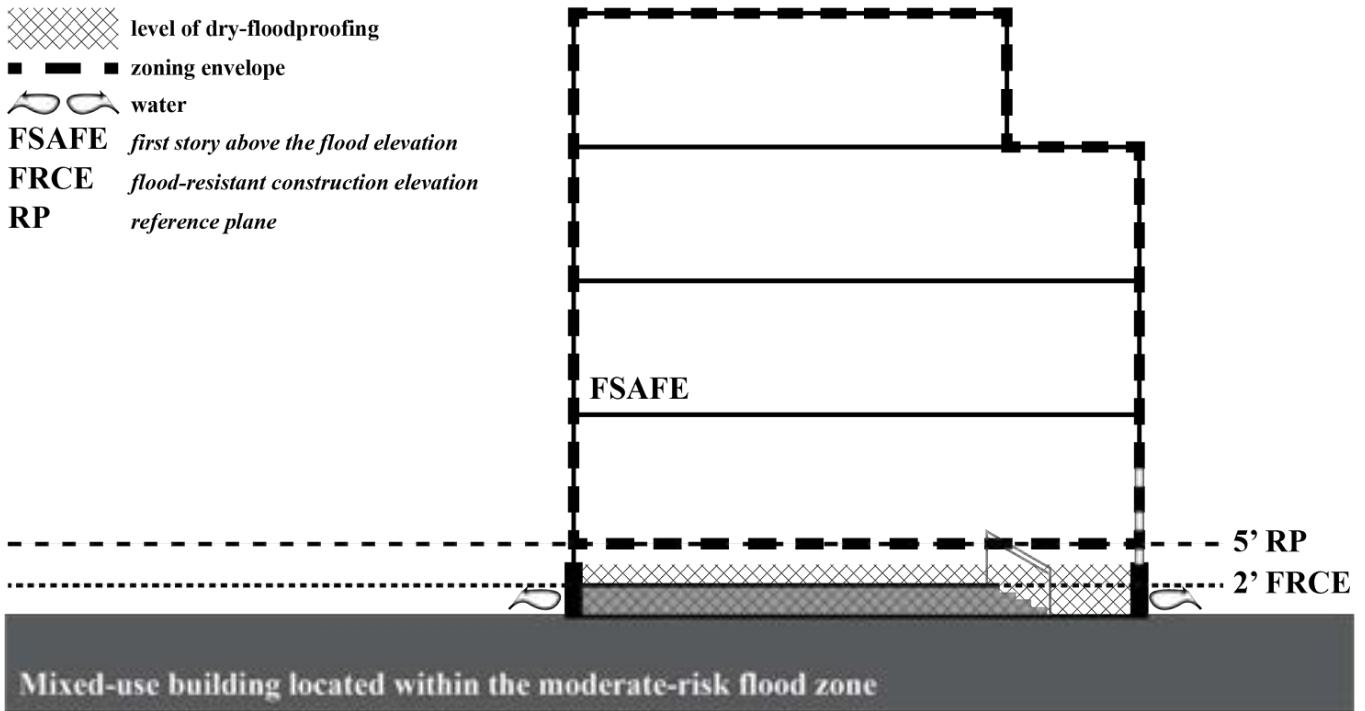 level of dry-floodproofing
zoning envelope
water
FSAFE first story above the flood elevation
FRCE flood-resistant construction elevation
RP reference plane
FSAFE
5’ RP
2’ FRCE
Mixed-use building located within the moderate-risk flood zone